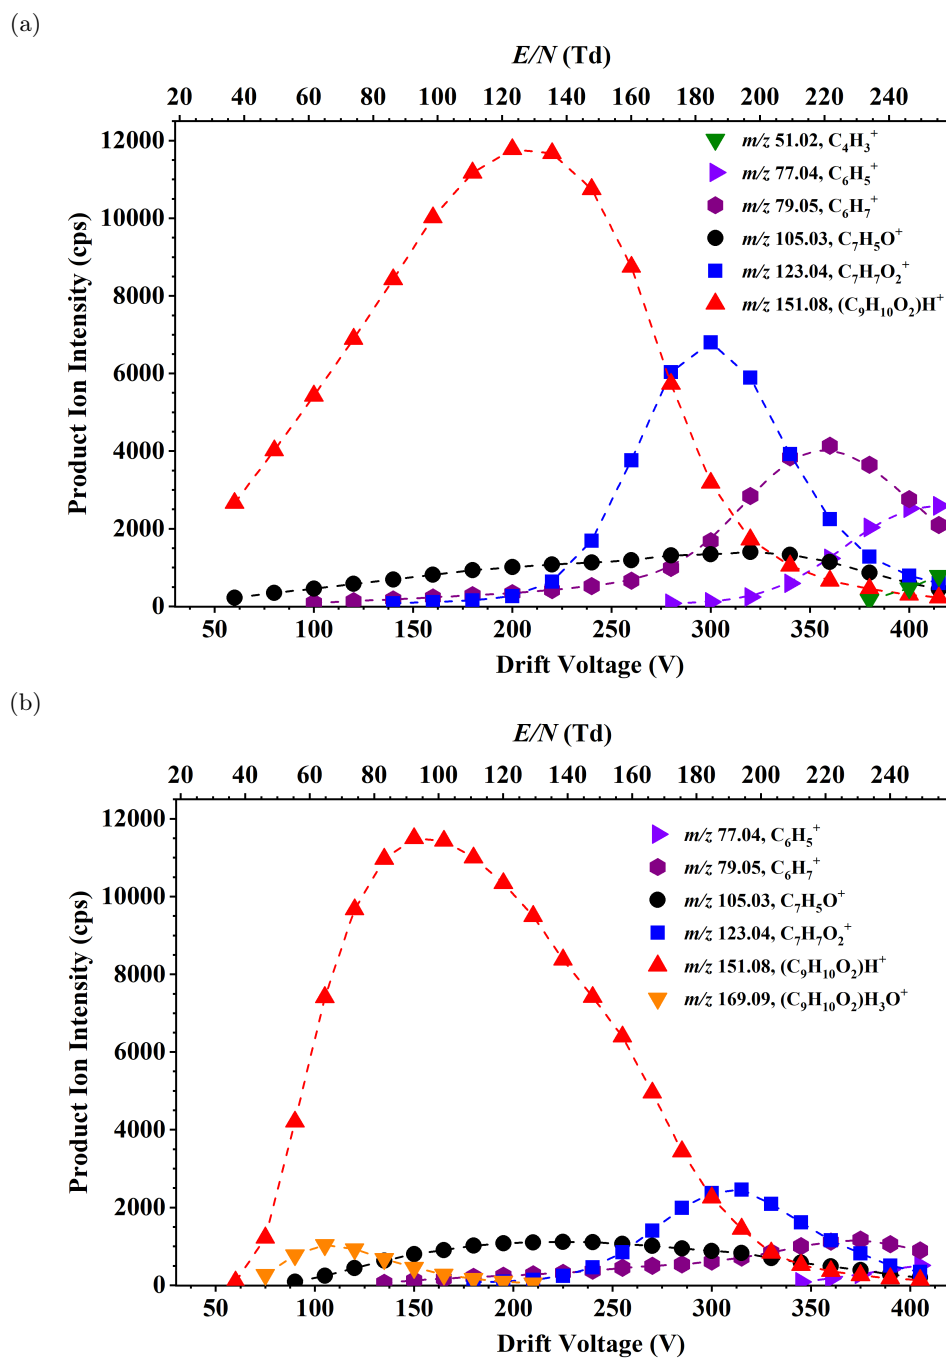 (a)
E/N (Td)
20 40 60 80 100 120 140 160 180 200 220 240
12000
10000
8000
6000
4000
2000
0
Product Ion Intensity (cps)
m/z 51.02, C₄H₃⁺
m/z 77.04, C₆H₅⁺
m/z 79.05, C₆H₇⁺
m/z 105.03, C₇H₅O⁺
m/z 123.04, C₇H₇O₂⁺
m/z 151.08, (C₉H₁₀O₂)H⁺
50 100 150 200 250 300 350 400
Drift Voltage (V)
(b)
E/N (Td)
20 40 60 80 100 120 140 160 180 200 220 240
12000
10000
8000
6000
4000
2000
0
Product Ion Intensity (cps)
m/z 77.04, C₆H₅⁺
m/z 79.05, C₆H₇⁺
m/z 105.03, C₇H₅O⁺
m/z 123.04, C₇H₇O₂⁺
m/z 151.08, (C₉H₁₀O₂)H⁺
m/z 169.09, (C₉H₁₀O₂)H₃O⁺
50 100 150 200 250 300 350 400
Drift Voltage (V)